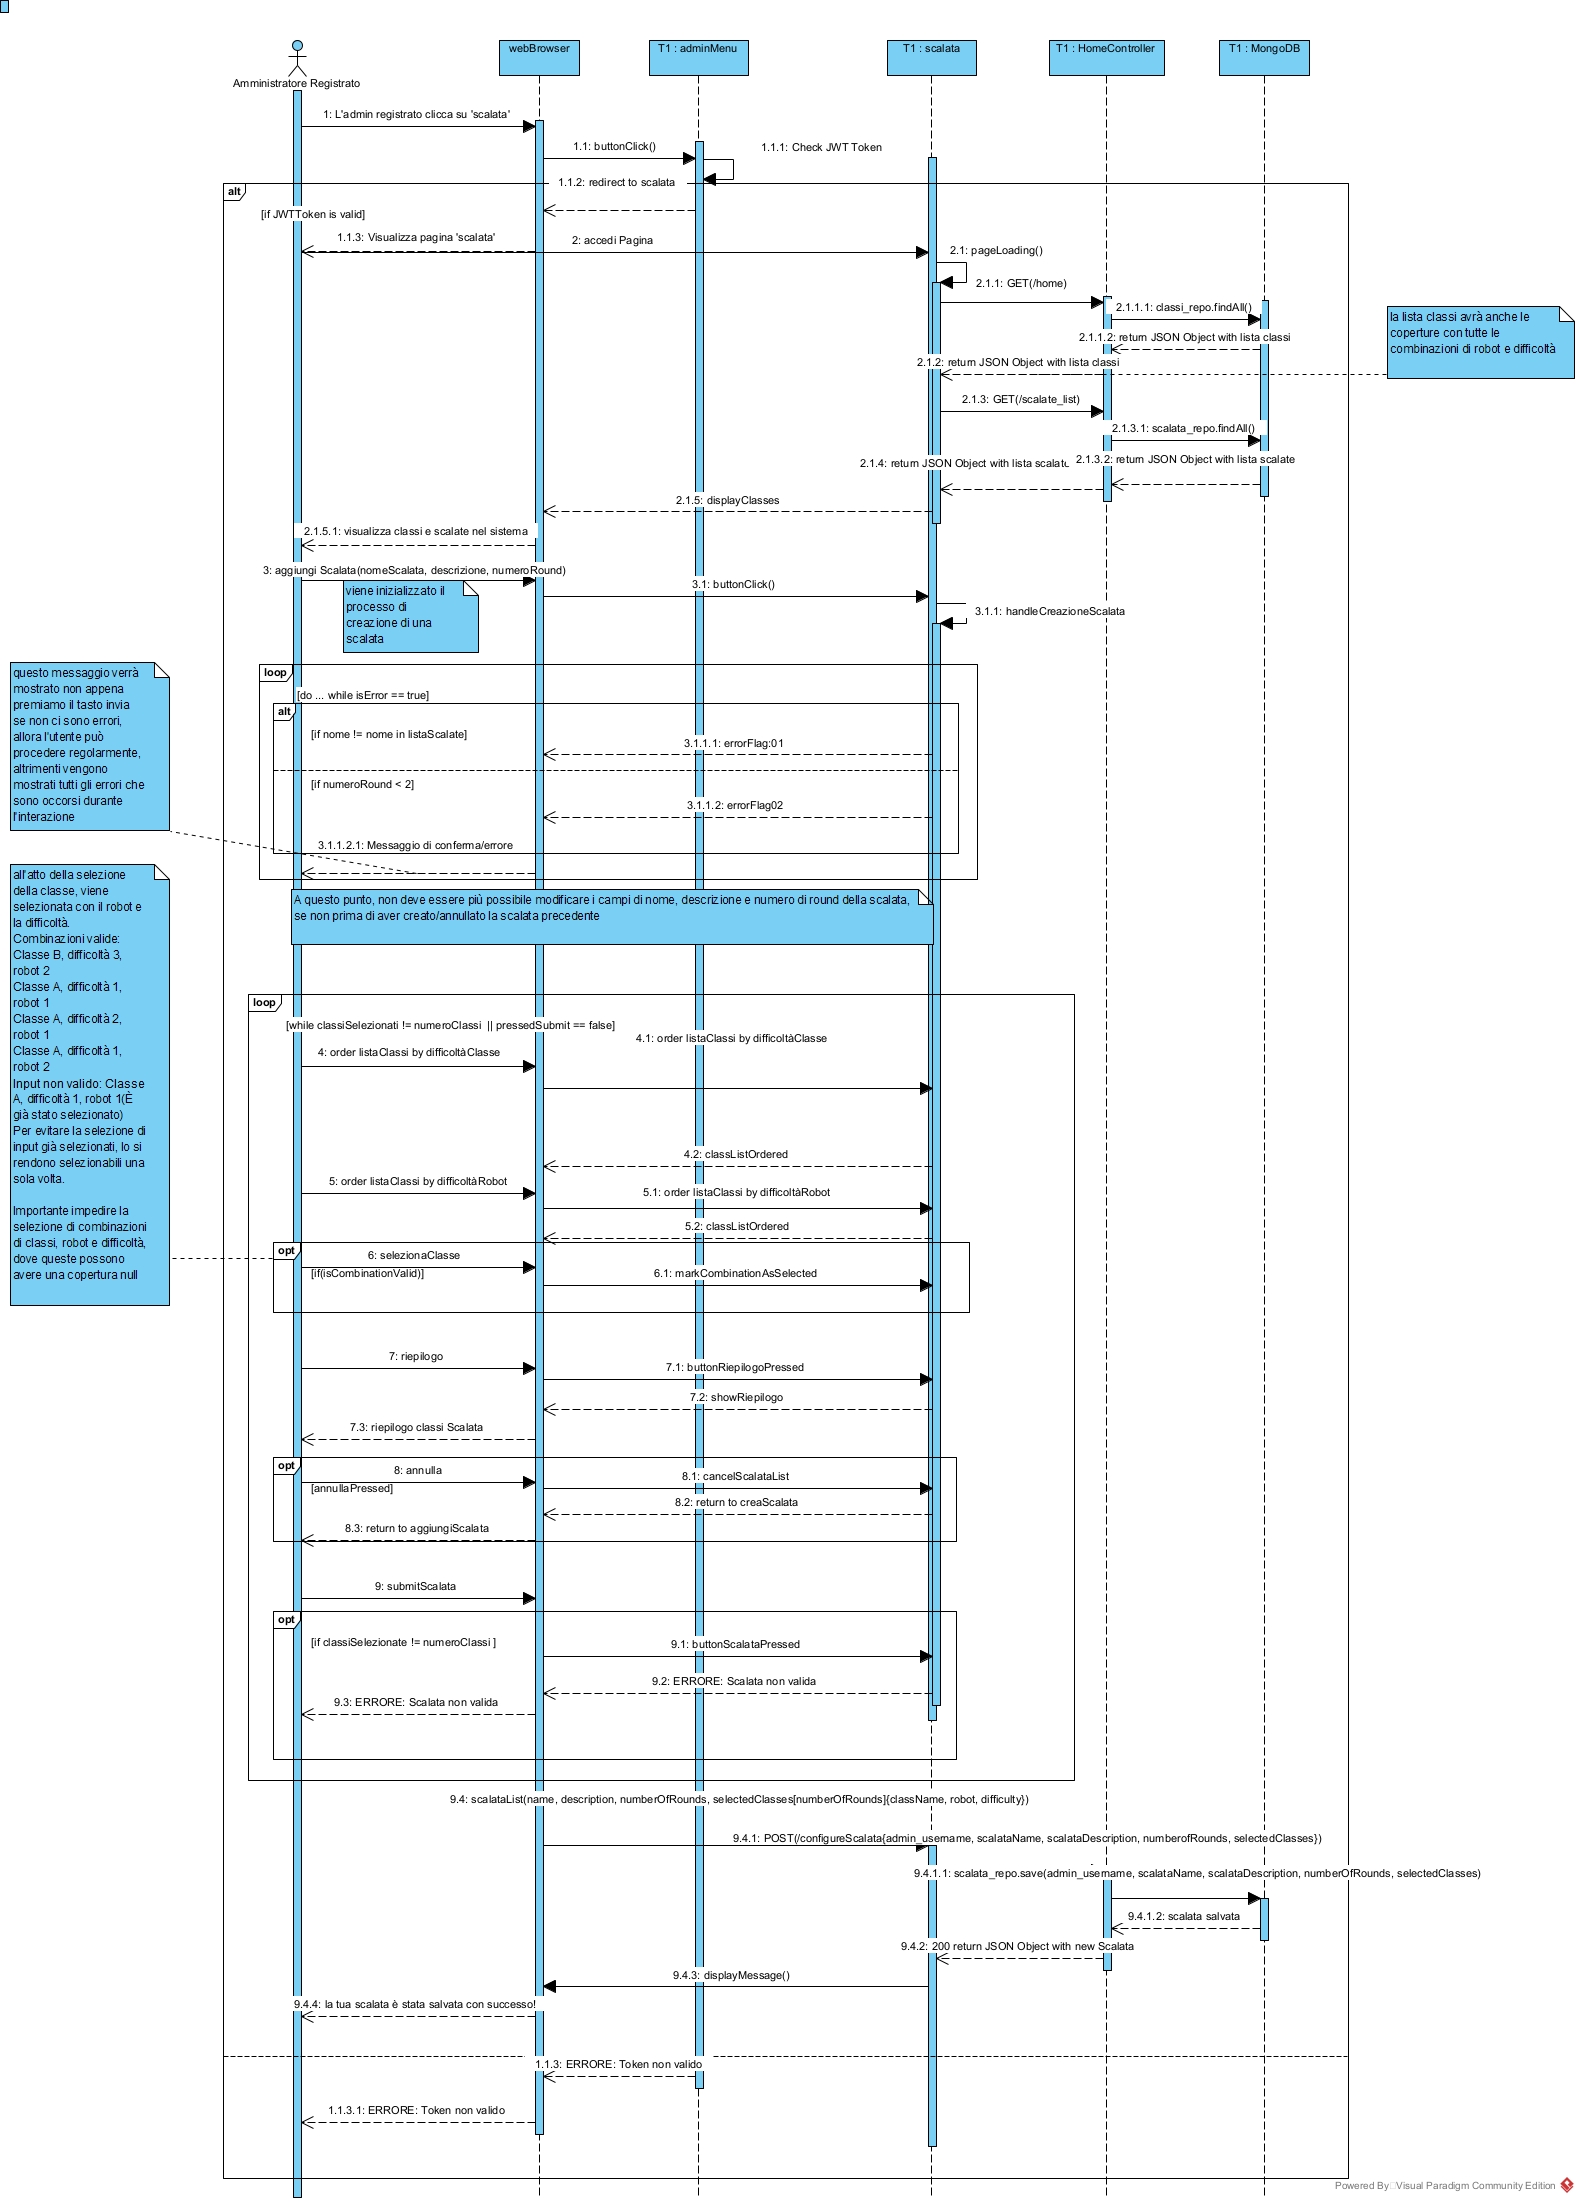 webBrowser
T1 : adminMenu
T1 : scalata
T1 : HomeController
T1 : MongoDB
Amministratore Registrato
1: L'admin registrato clicca su 'scalata'
1.1: buttonClick()
1.1.1: Check JWT Token
alt
1.1.2: redirect to scalata
[if JWTToken is valid]
1.1.3: Visualizza pagina 'scalata'
2: accedi Pagina
2.1: pageLoading()
2.1.1: GET(/home)
2.1.1.1: classi_repo.findAll()
la lista classi avrà anche le
coperture con tutte le
combinazioni di robot e difficoltà
2.1.1.2: return JSON Object with lista classi
2.1.2: return JSON Object with lista classi
2.1.3: GET(/scalate_list)
2.1.3.1: scalata_repo.findAll()
2.1.4: return JSON Object with lista scalate
2.1.3.2: return JSON Object with lista scalate
2.1.5: displayClasses
2.1.5.1: visualizza classi e scalate nel sistema
3: aggiungi Scalata(nomeScalata, descrizione, numeroRound)
viene inizializzato il
processo di
creazione di una
scalata
3.1: buttonClick()
3.1.1: handleCreazioneScalata
questo messaggio verrà
mostrato non appena
premiamo il tasto invia
se non ci sono errori,
allora l'utente può
procedere regolarmente,
altrimenti vengono
mostrati tutti gli errori che
sono occorsi durante
l'interazione
loop
[do ... while isError == true]
alt
[if nome != nome in listaScalate]
3.1.1.1: errorFlag:01
[if numeroRound < 2]
3.1.1.2: errorFlag02
3.1.1.2.1: Messaggio di conferma/errore
all'atto della selezione
della classe, viene
selezionata con il robot e
la difficoltà.
Combinazioni valide:
Classe B, difficoltà 3,
robot 2
Classe A, difficoltà 1,
robot 1
Classe A, difficoltà 2,
robot 1
Classe A, difficoltà 1,
robot 2
Input non valido: Classe
A, difficoltà 1, robot 1(È
già stato selezionato)
Per evitare la selezione di
input già selezionati, lo si
rendono selezionabili una
sola volta.
Importante impedire la
selezione di combinazioni
di classi, robot e difficoltà,
dove queste possono
avere una copertura null
A questo punto, non deve essere più possibile modificare i campi di nome, descrizione e numero di round della scalata,
se non prima di aver creato/annullato la scalata precedente
loop
[while classiSelezionati != numeroClassi || pressedSubmit == false]
4.1: order listaClassi by difficoltàClasse
4: order listaClassi by difficoltàClasse
4.2: classListOrdered
5: order listaClassi by difficoltàRobot
5.1: order listaClassi by difficoltàRobot
5.2: classListOrdered
opt
6: selezionaClasse
[if(isCombinationValid)]
6.1: markCombinationAsSelected
7: riepilogo
7.1: buttonRiepilogoPressed
7.2: showRiepilogo
7.3: riepilogo classi Scalata
opt
8: annulla
[annullaPressed]
8.1: cancelScalataList
8.2: return to creaScalata
8.3: return to aggiungiScalata
9: submitScalata
opt
[if classiSelezionate != numeroClassi ]
9.1: buttonScalataPressed
9.2: ERRORE: Scalata non valida
9.3: ERRORE: Scalata non valida
9.4: scalataList(name, description, numberOfRounds, selectedClasses[numberOfRounds]{className, robot, difficulty})
9.4.1: POST(/configureScalata{admin_username, scalataName, scalataDescription, numberofRounds, selectedClasses})
9.4.1.1: scalata_repo.save(admin_username, scalataName, scalataDescription, numberOfRounds, selectedClasses)
9.4.1.2: scalata salvata
9.4.2: 200 return JSON Object with new Scalata
9.4.3: displayMessage()
9.4.4: la tua scalata è stata salvata con successo!
1.1.3: ERRORE: Token non valido
1.1.3.1: ERRORE: Token non valido
Powered By Visual Paradigm Community Edition